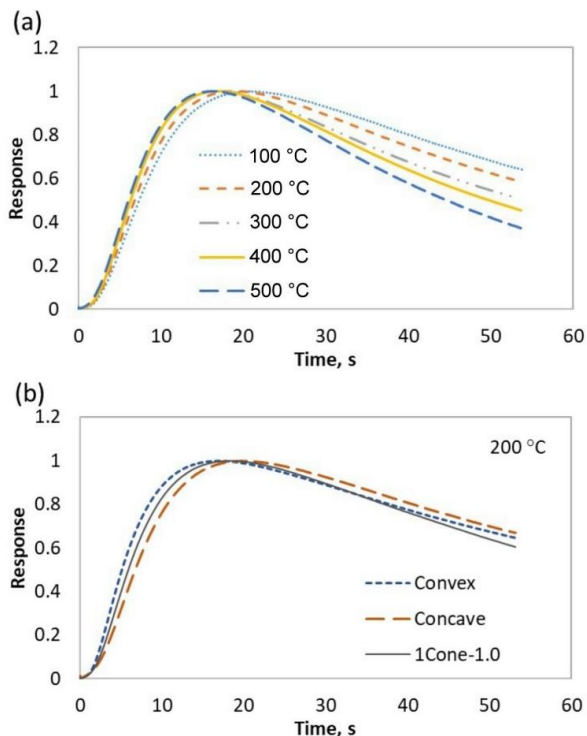 (a)
1.2
1
0.8
0.6
0.4
0.2
0
Response
100 °C
200 °C
300 °C
400 °C
500 °C
0 10 20 30 40 50 60
Time, s
(b)
1.2
1
0.8
0.6
0.4
0.2
0
Response
200 °C
Convex
Concave
1Cone-1.0
0 10 20 30 40 50 60
Time, s